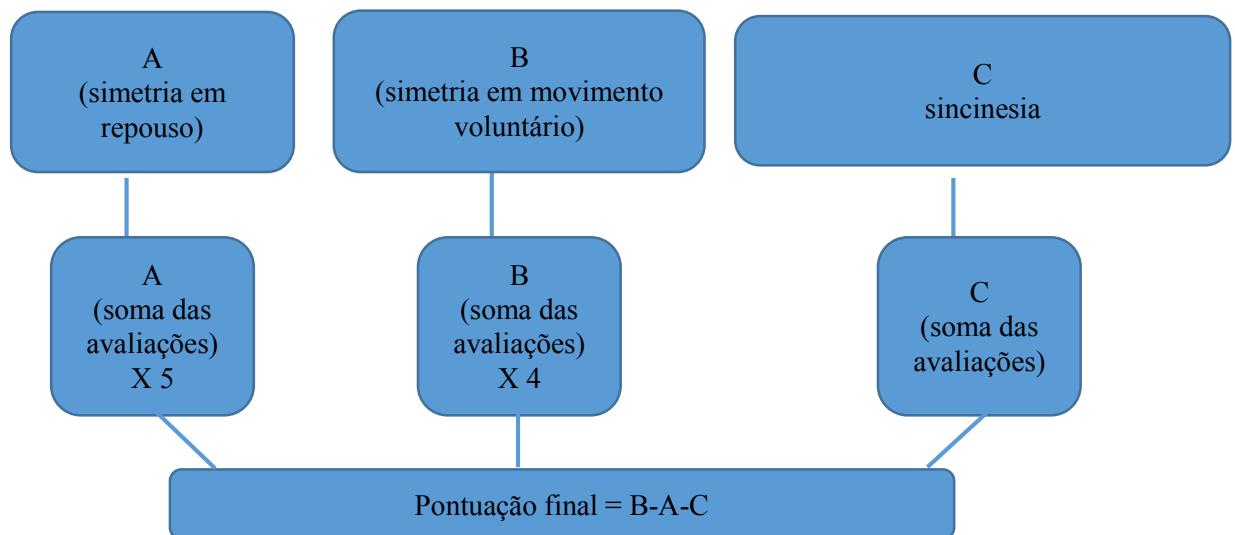 A
(simetria em
repouso)
B
(simetria em movimento
voluntário)
C
sincinesia
A
(soma das
avaliações)
X 5
B
(soma das
avaliações)
X 4
C
(soma das
avaliações)
Pontuação final = B-A-C